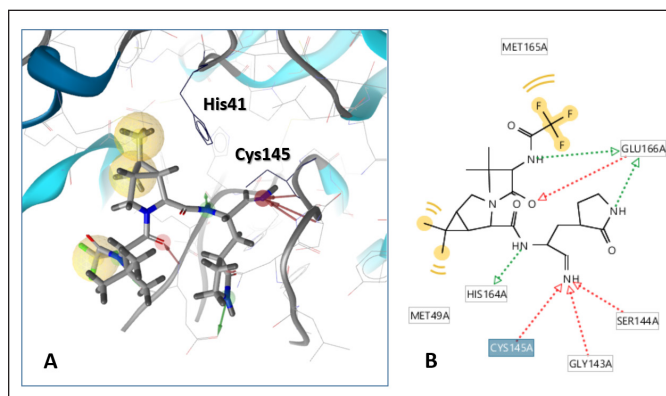 His41
Cys145
A
MET165A
F
F
F
O
GLU166A
NH
N
O
NH
O
O
NH
HIS164A
NH
MET49A
SER144A
CYS145A
GLY143A
B